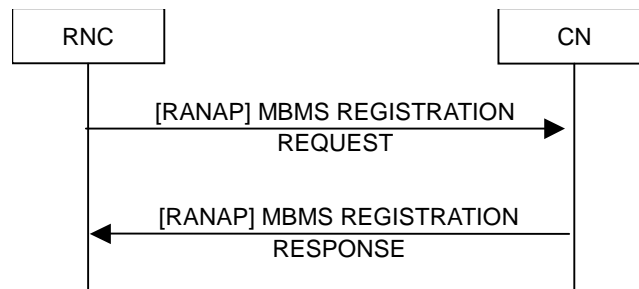 RNC
CN
[RANAP] MBMS REGISTRATION
REQUEST
[RANAP] MBMS REGISTRATION
RESPONSE